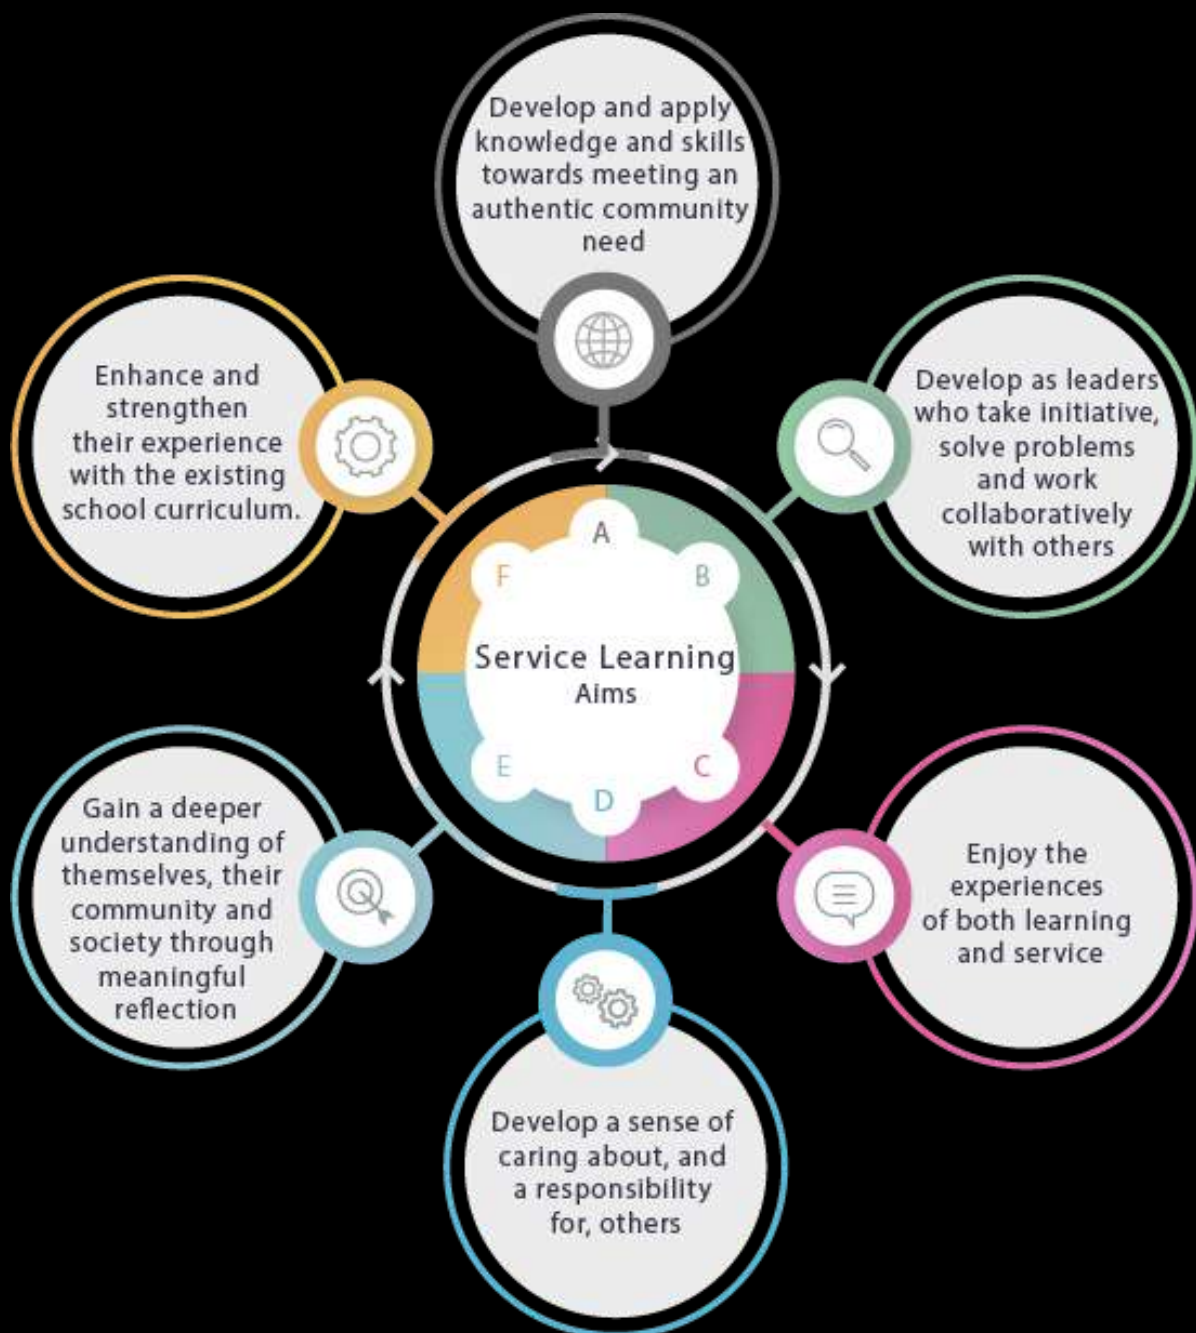 Develop and apply
knowledge and skills
towards meeting an
authentic community
need
Enhance and
strengthen
their experience
with the existing
school curriculum.
Develop as leaders
who take initiative,
solve problems
and work
collaboratively
with others
A
F
B
Service Learning
Aims
E
C
D
Gain a deeper
understanding of
themselves, their
community and
society through
meaningful
reflection
Enjoy the
experiences
of both learning
and service
Develop a sense of
caring about, and
a responsibility
for, others